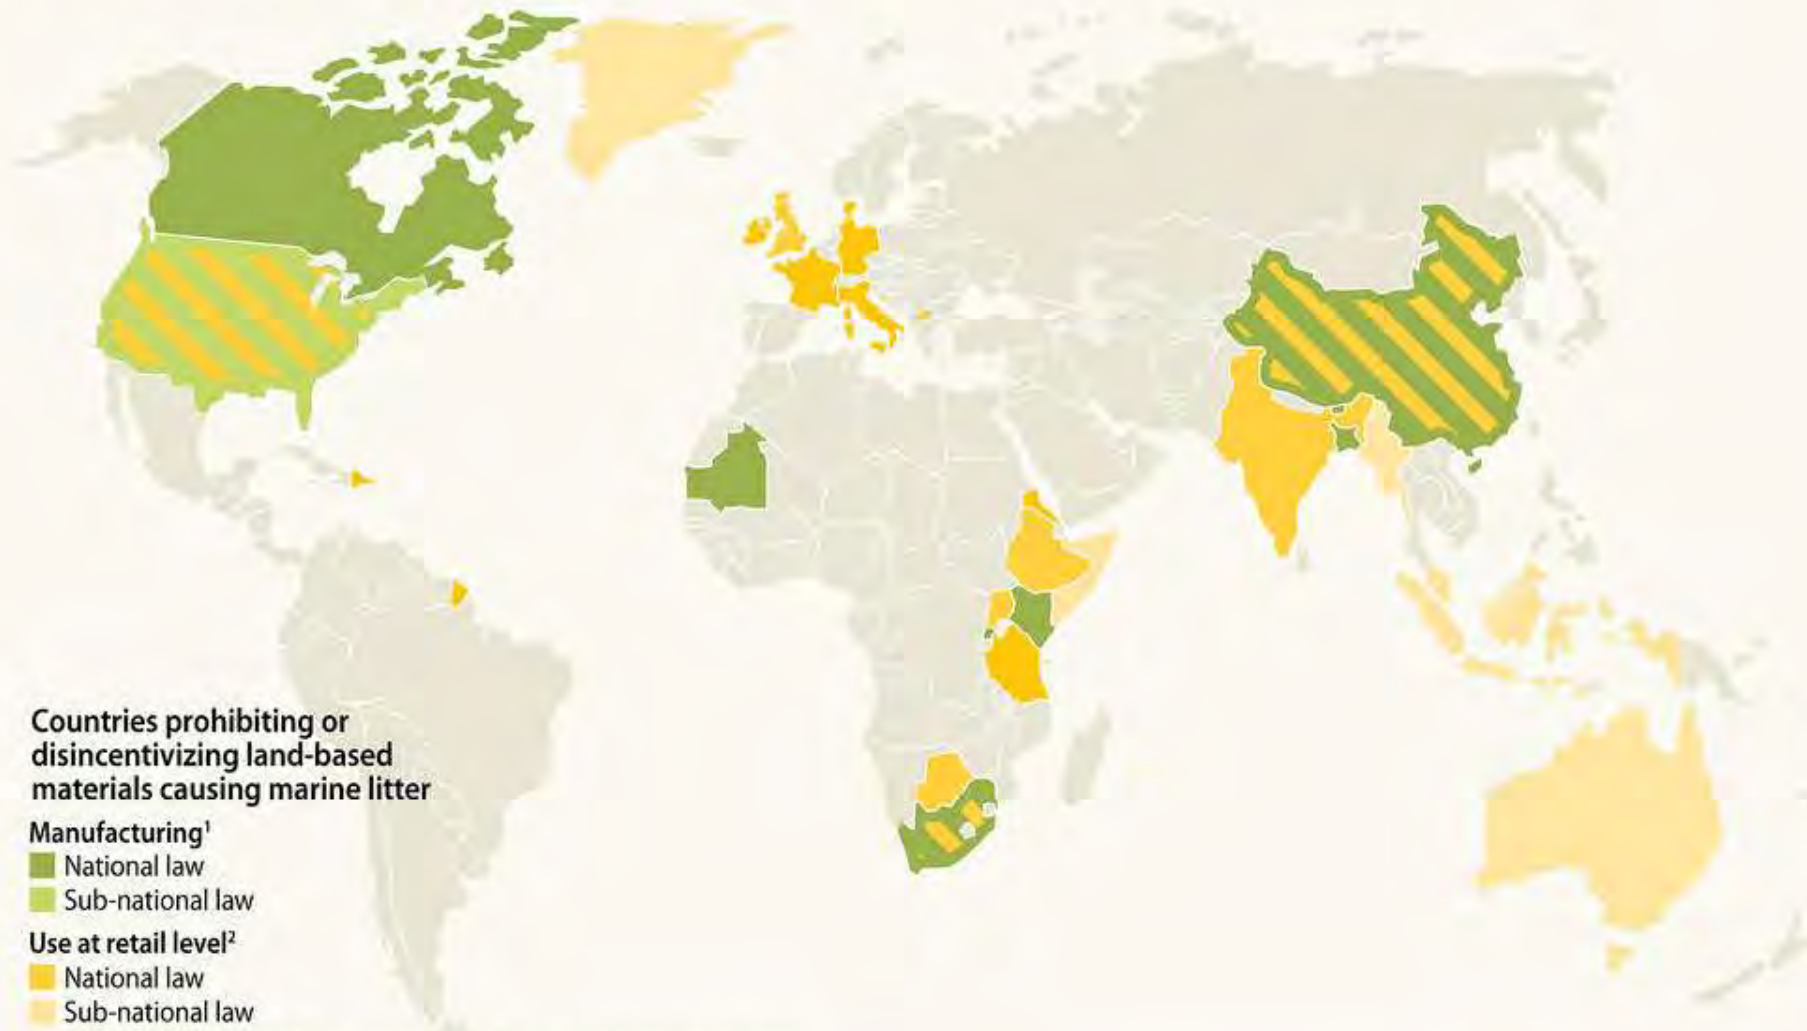 Countries prohibiting or
disincentivizing land-based
materials causing marine litter
Manufacturing¹
National law
Sub-national law
Use at retail level²
National law
Sub-national law